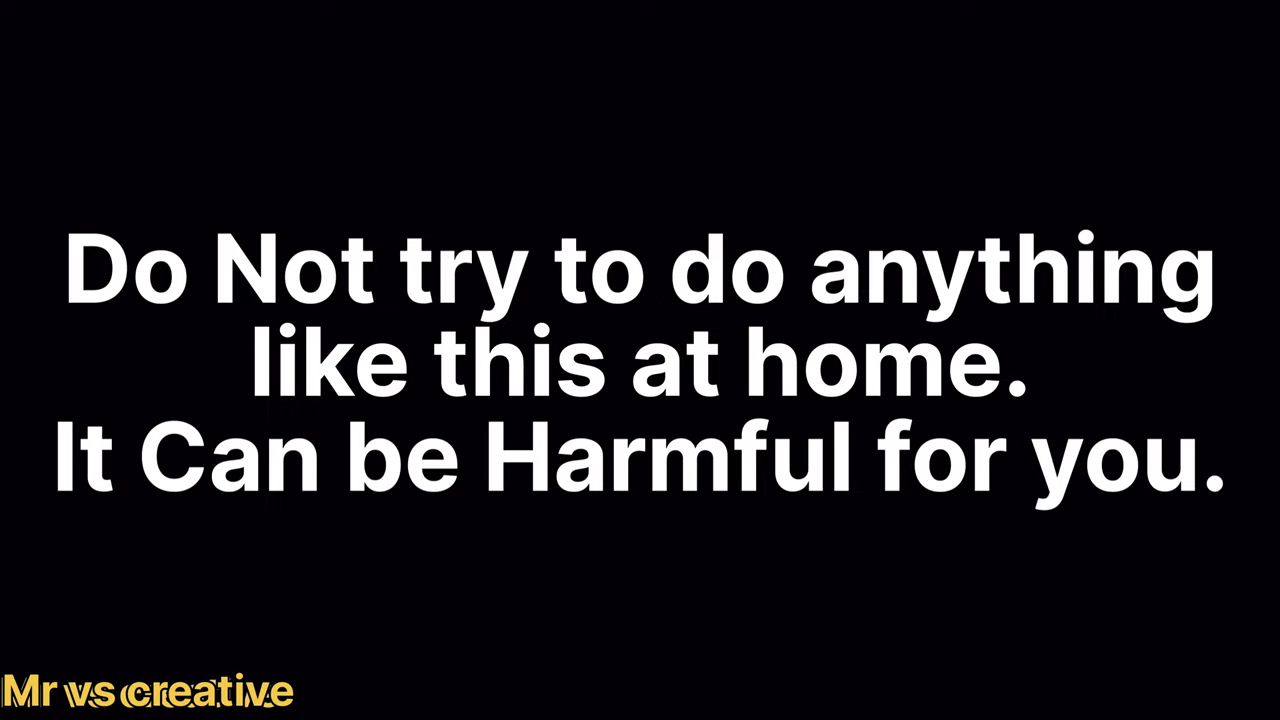 Do Not try to do anything
like this at home.
It Can be Harmful for you.
Mr vs creative